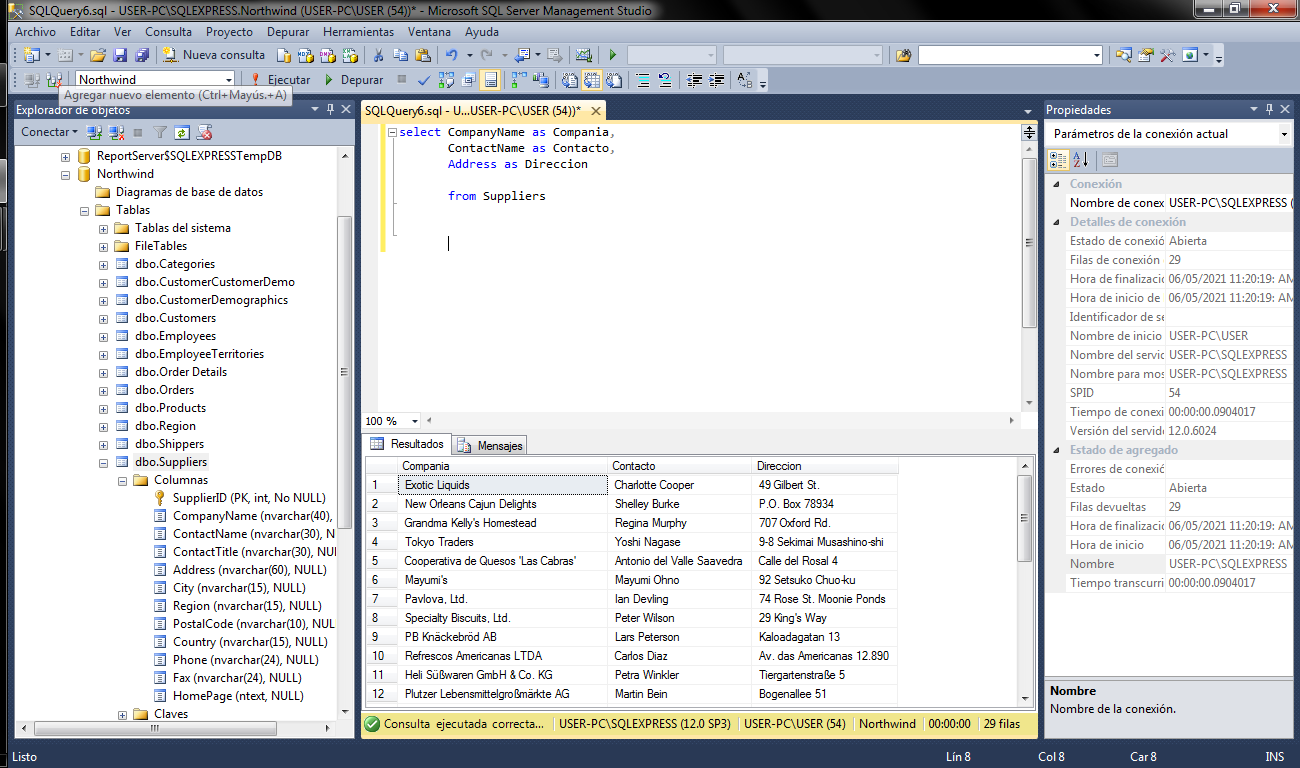 SQLQuery6.sql - USER-PC\SQLEXPRESS.Northwind (USER-PC\USER (54))* - Microsoft SQL Server Management Studio
Archivo Editar Ver Consulta Proyecto Depurar Herramientas Ventana Ayuda
Nueva consulta
Northwind Ejecutar Depurar
Agregar nuevo elemento (Ctrl+Mayús.+A)
Explorador de objetos
Conectar
ReportServer$SQLEXPRESSTempDB
Northwind
Diagramas de base de datos
Tablas
Tablas del sistema
FileTables
dbo.Categories
dbo.CustomerCustomerDemo
dbo.CustomerDemographics
dbo.Customers
dbo.Employees
dbo.EmployeeTerritories
dbo.Order Details
dbo.Orders
dbo.Products
dbo.Region
dbo.Shippers
dbo.Suppliers
Columnas
SupplierID (PK, int, No NULL)
CompanyName (nvarchar(40),
ContactName (nvarchar(30), N
ContactTitle (nvarchar(30), NUL
Address (nvarchar(60), NULL)
City (nvarchar(15), NULL)
Region (nvarchar(15), NULL)
PostalCode (nvarchar(10), NUL
Country (nvarchar(15), NULL)
Phone (nvarchar(24), NULL)
Fax (nvarchar(24), NULL)
HomePage (ntext, NULL)
Claves
SQLQuery6.sql - U...USER-PC\USER (54))*
select CompanyName as Compania,
ContactName as Contacto,
Address as Direccion
from Suppliers
100 %
Resultados Mensajes
Compania Contacto Direccion
1 Exotic Liquids Charlotte Cooper 49 Gilbert St.
2 New Orleans Cajun Delights Shelley Burke P.O. Box 78934
3 Grandma Kelly's Homestead Regina Murphy 707 Oxford Rd.
4 Tokyo Traders Yoshi Nagase 9-8 Sekimai Musashino-shi
5 Cooperativa de Quesos 'Las Cabras' Antonio del Valle Saavedra Calle del Rosal 4
6 Mayumi's Mayumi Ohno 92 Setsuko Chuo-ku
7 Pavlova, Ltd. Ian Devling 74 Rose St. Moonie Ponds
8 Specialty Biscuits, Ltd. Peter Wilson 29 King's Way
9 PB Knäckebröd AB Lars Peterson Kaloadagatan 13
10 Refrescos Americanas LTDA Carlos Diaz Av. das Americanas 12.890
11 Heli Süßwaren GmbH & Co. KG Petra Winkler Tiergartenstraße 5
12 Plutzer Lebensmittelgroßmärkte AG Martin Bein Bogenallee 51
Consulta ejecutada correcta... USER-PC\SQLEXPRESS (12.0 SP3) USER-PC\USER (54) Northwind 00:00:00 29 filas
Propiedades
Parámetros de la conexión actual
Conexión
Nombre de conex USER-PC\SQLEXPRESS (
Detalles de conexión
Estado de conexió Abierta
Filas de conexión 29
Hora de finalizació 06/05/2021 11:20:19: AM
Hora de inicio de 06/05/2021 11:20:19: AM
Identificador de se
Nombre de inicio USER-PC\USER
Nombre del servic USER-PC\SQLEXPRESS
Nombre para mos USER-PC\SQLEXPRESS
SPID 54
Tiempo de conexi 00:00:00.0904017
Versión del servid 12.0.6024
Estado de agregado
Errores de conexió
Estado Abierta
Filas devueltas 29
Hora de finalizació 06/05/2021 11:20:19: AM
Hora de inicio 06/05/2021 11:20:19: AM
Nombre USER-PC\SQLEXPRESS
Tiempo transcurri 00:00:00.0904017
Nombre
Nombre de la conexión.
Listo Lín 8 Col 8 Car 8 INS